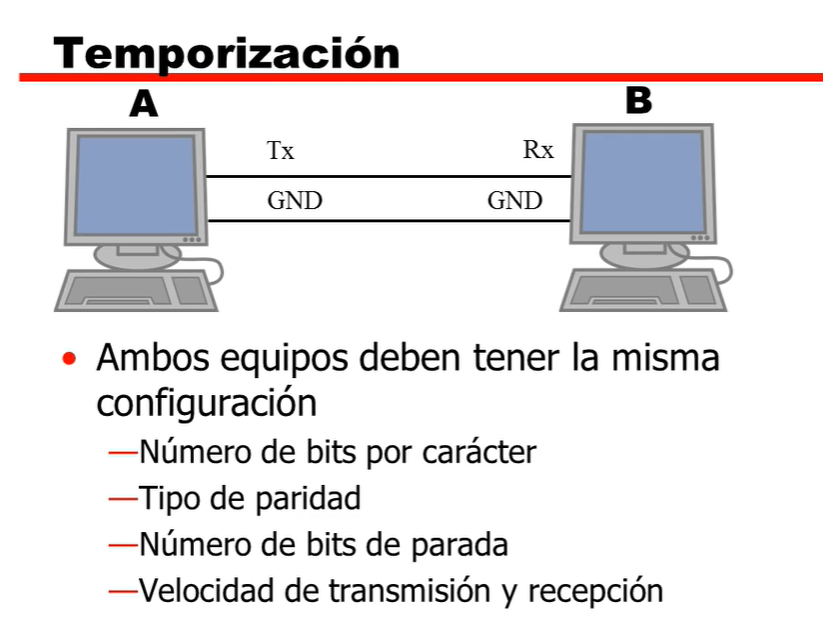 Temporización
A
B
Tx
Rx
GND
GND
• Ambos equipos deben tener la misma
configuración
—Número de bits por carácter
—Tipo de paridad
—Número de bits de parada
—Velocidad de transmisión y recepción